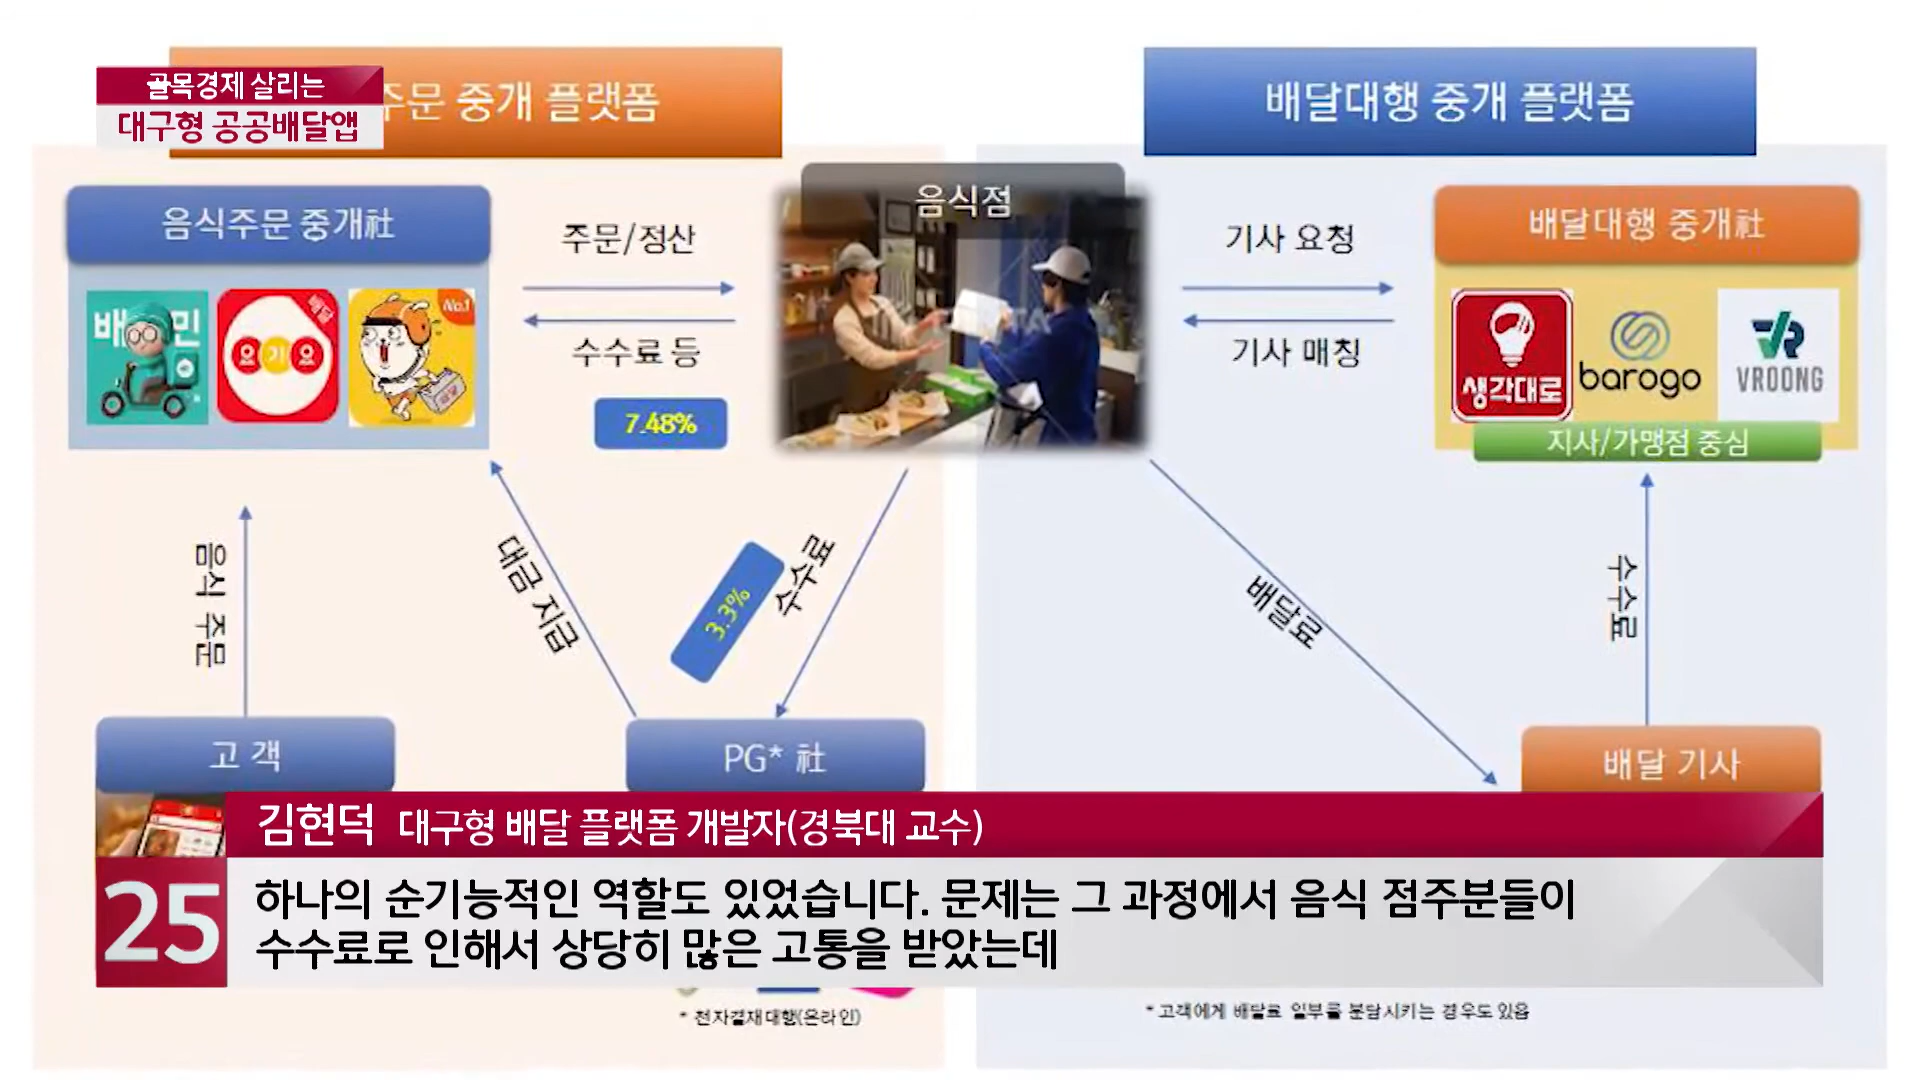 골목경제 살리는
대구형 공공배달앱
주문 중개 플랫폼
배달대행 중개 플랫폼
음식주문 중개社
배민
요기요
배달
No.1
주문/정산
수수료 등
7.48%
음식점
기사 요청
기사 매칭
배달대행 중개社
생각대로
barogo
VROONG
지사/가맹점 중심
음식 주문
대금 지급
3.3%
수수료
배달료
수수료
고 객
PG* 社
배달 기사
김현덕 대구형 배달 플랫폼 개발자(경북대 교수)
25
하나의 순기능적인 역할도 있었습니다. 문제는 그 과정에서 음식 점주분들이
수수료로 인해서 상당히 많은 고통을 받았는데
* 전자결재대행(온라인)
* 고객에게 배달료 일부를 분담시키는 경우도 있음